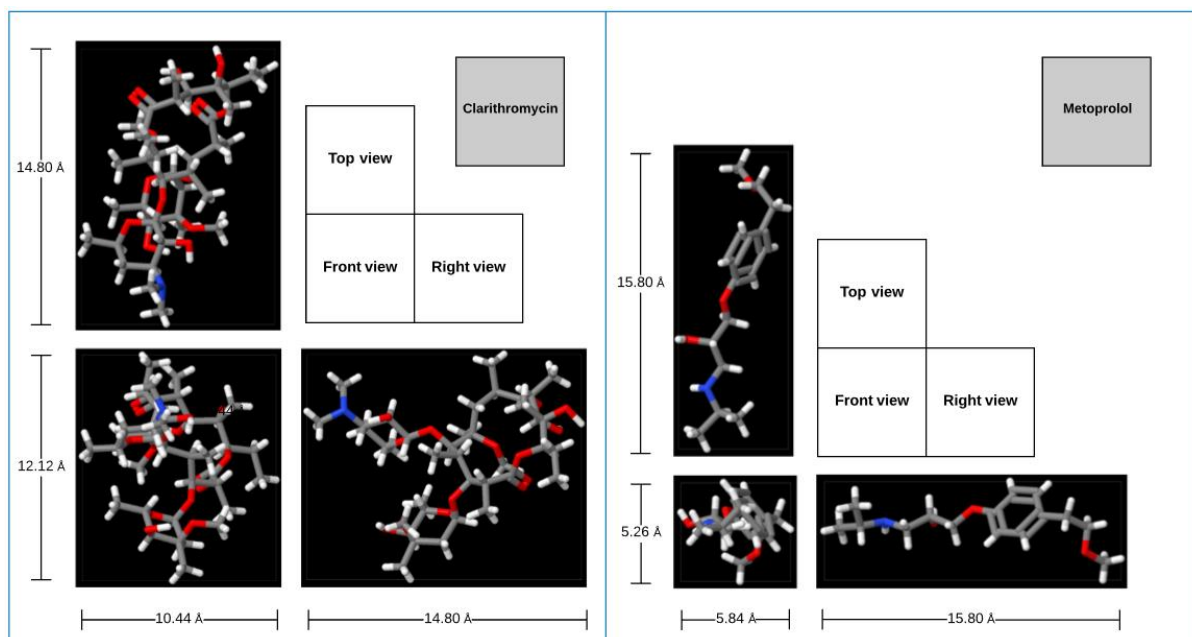 Clarithromycin
14.80 Å
Top view
Front view
Right view
12.12 Å
10.44 Å
14.80 Å
Metoprolol
15.80 Å
Top view
Front view
Right view
5.26 Å
5.84 Å
15.80 Å